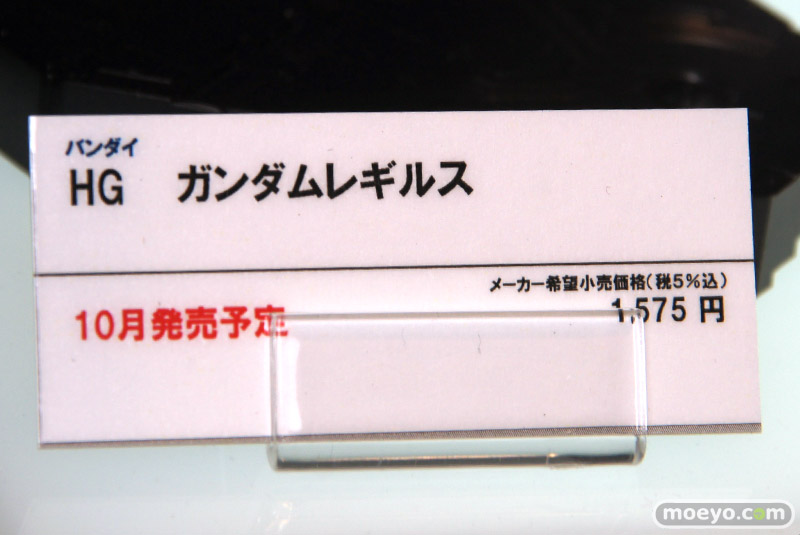 バンダイ
HG ガンダムレギルス
メーカー希望小売価格(税5%込)
10月発売予定 1,575 円
moeyo.com